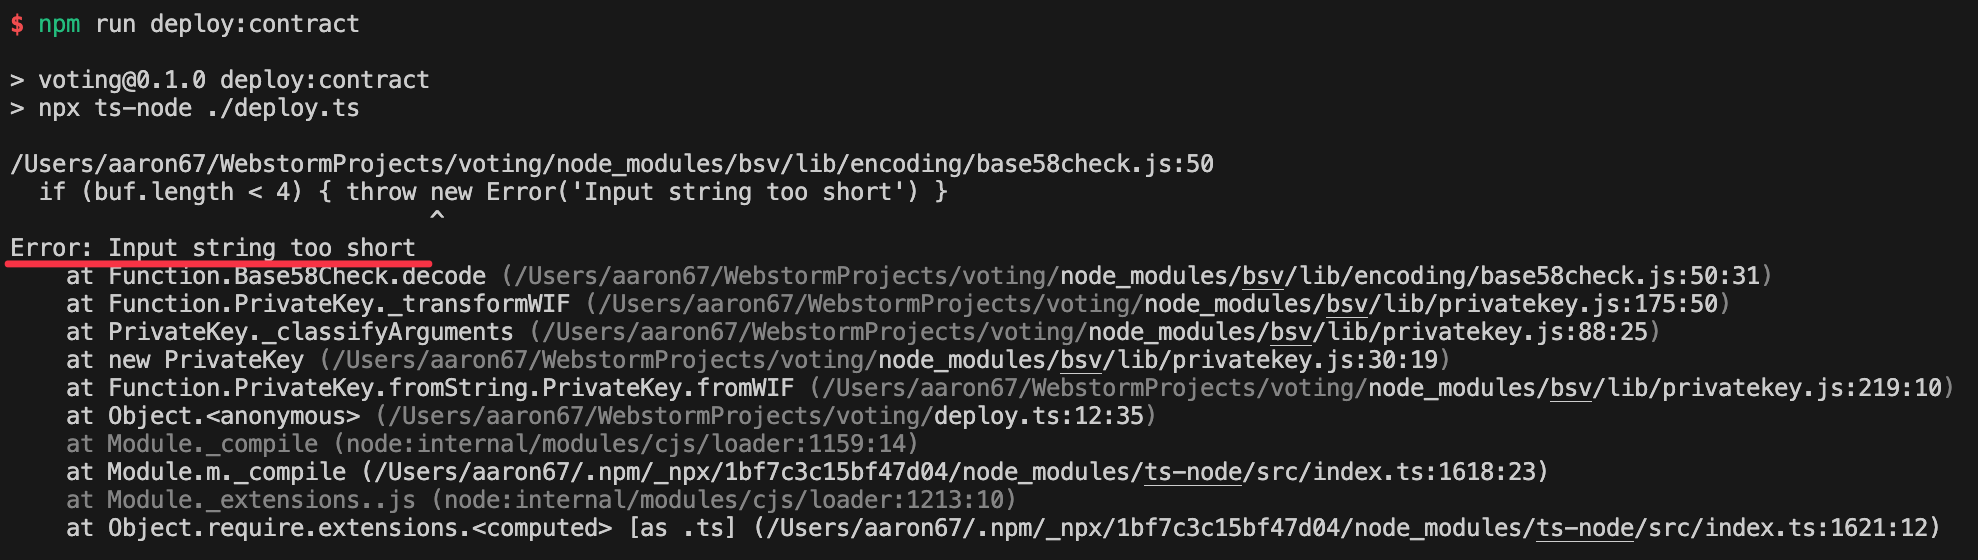 $ npm run deploy:contract
> voting@0.1.0 deploy:contract
> npx ts-node ./deploy.ts
/Users/aaron67/WebstormProjects/voting/node_modules/bsv/lib/encoding/base58check.js:50
  if (buf.length < 4) { throw new Error('Input string too short') }
                              ^
Error: Input string too short
    at Function.Base58Check.decode (/Users/aaron67/WebstormProjects/voting/node_modules/bsv/lib/encoding/base58check.js:50:31)
    at Function.PrivateKey._transformWIF (/Users/aaron67/WebstormProjects/voting/node_modules/bsv/lib/privatekey.js:175:50)
    at PrivateKey._classifyArguments (/Users/aaron67/WebstormProjects/voting/node_modules/bsv/lib/privatekey.js:88:25)
    at new PrivateKey (/Users/aaron67/WebstormProjects/voting/node_modules/bsv/lib/privatekey.js:30:19)
    at Function.PrivateKey.fromString.PrivateKey.fromWIF (/Users/aaron67/WebstormProjects/voting/node_modules/bsv/lib/privatekey.js:219:10)
    at Object.<anonymous> (/Users/aaron67/WebstormProjects/voting/deploy.ts:12:35)
    at Module._compile (node:internal/modules/cjs/loader:1159:14)
    at Module.m._compile (/Users/aaron67/.npm/_npx/1bf7c3c15bf47d04/node_modules/ts-node/src/index.ts:1618:23)
    at Module._extensions..js (node:internal/modules/cjs/loader:1213:10)
    at Object.require.extensions.<computed> [as .ts] (/Users/aaron67/.npm/_npx/1bf7c3c15bf47d04/node_modules/ts-node/src/index.ts:1621:12)